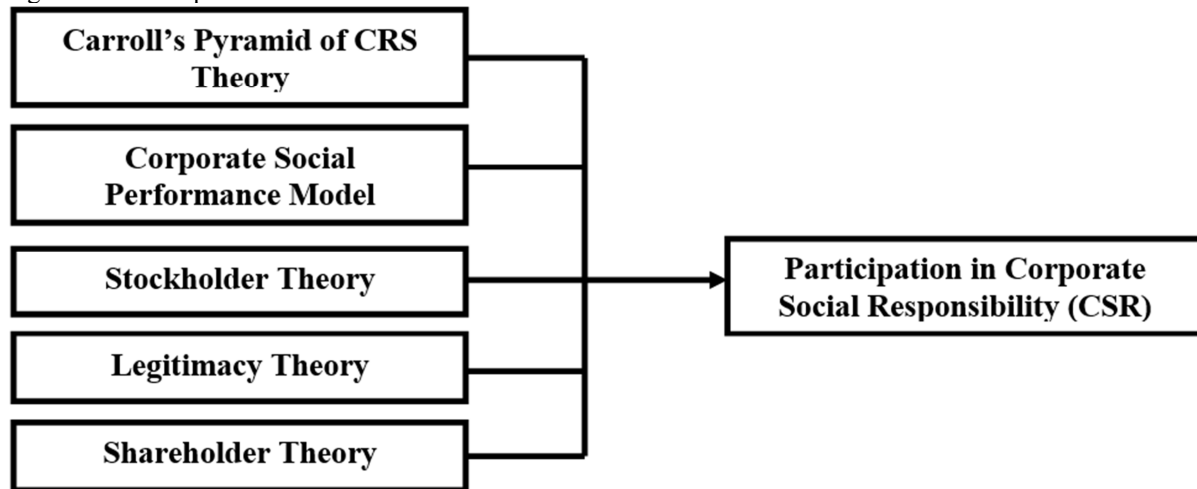 Carroll’s Pyramid of CRS
Theory
Corporate Social
Performance Model
Stockholder Theory
Legitimacy Theory
Shareholder Theory
Participation in Corporate
Social Responsibility (CSR)